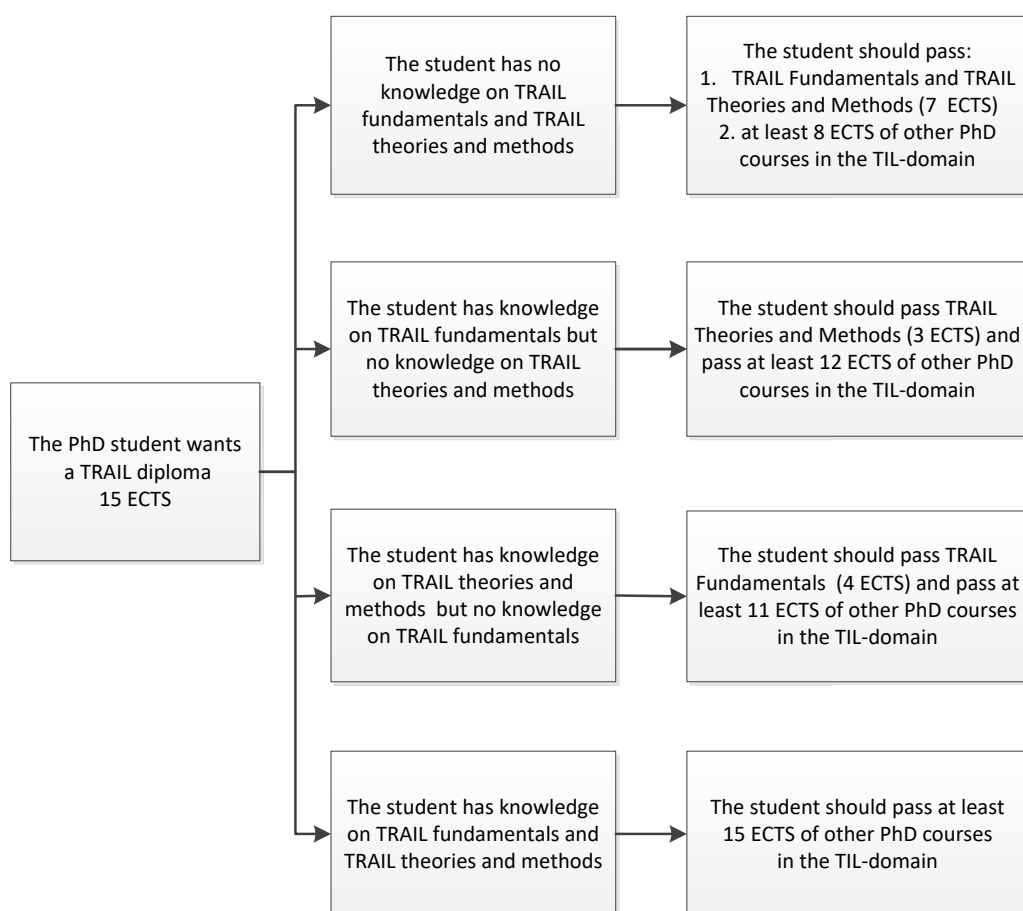 The PhD student wants
a TRAIL diploma
15 ECTS
The student has no
knowledge on TRAIL
fundamentals and TRAIL
theories and methods
The student should pass:
1. TRAIL Fundamentals and TRAIL
Theories and Methods (7 ECTS)
2. at least 8 ECTS of other PhD
courses in the TIL-domain
The student has knowledge
on TRAIL fundamentals but
no knowledge on TRAIL
theories and methods
The student should pass TRAIL
Theories and Methods (3 ECTS) and
pass at least 12 ECTS of other PhD
courses in the TIL-domain
The student has knowledge
on TRAIL theories and
methods but no knowledge
on TRAIL fundamentals
The student should pass TRAIL
Fundamentals (4 ECTS) and pass at
least 11 ECTS of other PhD courses
in the TIL-domain
The student has knowledge
on TRAIL fundamentals and
TRAIL theories and methods
The student should pass at least
15 ECTS of other PhD courses
in the TIL-domain